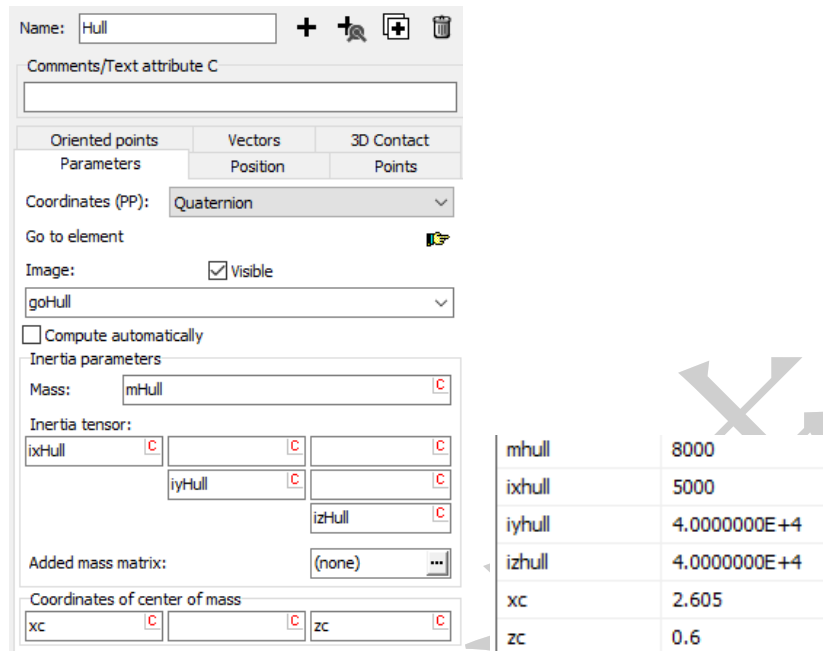 Name: Hull
Comments/Text attribute C
Oriented points Vectors 3D Contact
Parameters Position Points
Coordinates (PP): Quaternion
Go to element
Image: Visible
goHull
Compute automatically
Inertia parameters
Mass: mHull C
Inertia tensor:
ixHull C C C
iyHull C C
izHull C
Added mass matrix: (none) ...
Coordinates of center of mass
xc C C zc C
mhull 8000
ixhull 5000
iyhull 4.0000000E+4
izhull 4.0000000E+4
xc 2.605
zc 0.6